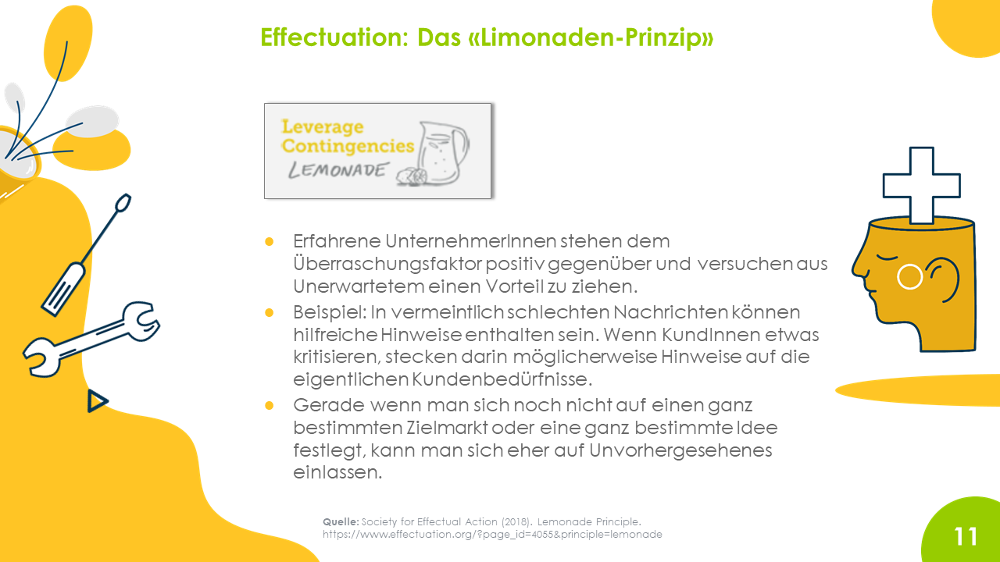 Effectuation: Das «Limonaden-Prinzip»
Leverage
Contingencies
LEMONADE
● Erfahrene UnternehmerInnen stehen dem
Überraschungsfaktor positiv gegenüber und versuchen aus
Unerwartetem einen Vorteil zu ziehen.
● Beispiel: In vermeintlich schlechten Nachrichten können
hilfreiche Hinweise enthalten sein. Wenn KundInnen etwas
kritisieren, stecken darin möglicherweise Hinweise auf die
eigentlichen Kundenbedürfnisse.
● Gerade wenn man sich noch nicht auf einen ganz
bestimmten Zielmarkt oder eine ganz bestimmte Idee
festlegt, kann man sich eher auf Unvorhergesehenes
einlassen.
Quelle: Society for Effectual Action (2018). Lemonade Principle.
https://www.effectuation.org/?page_id=4055&principle=lemonade
11